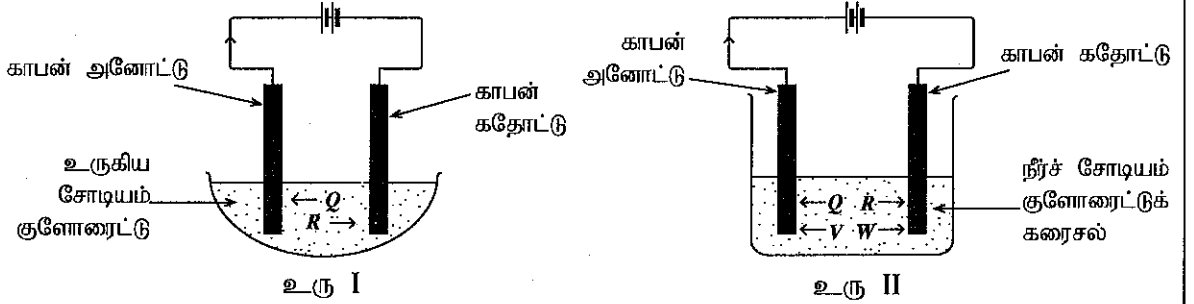 காபன் அனோட்டு
காபன்
கதோட்டு
உருகிய
சோடியம்
குளோரைட்டு
Q
R
உரு I
காபன்
அனோட்டு
காபன் கதோட்டு
நீர்ச் சோடியம்
குளோரைட்டுக்
கரைசல்
Q R
V W
உரு II